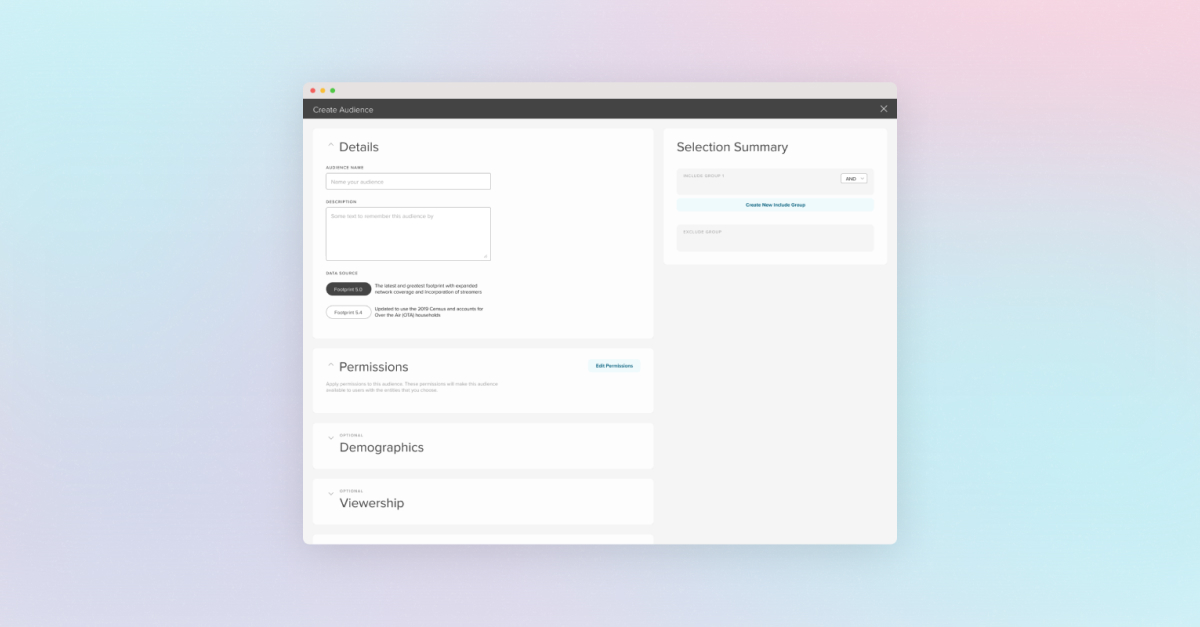 Create Audience
Details
AUDIENCE NAME
Name your audience
DESCRIPTION
Some text to remember this audience by
DATA SOURCE
Footprint 5.0
The latest and greatest footprint with expanded
network coverage and incorporation of streamers
Footprint 5.4
Updated to use the 2019 Census and accounts for
Over the Air (OTA) households
Permissions
Edit Permissions
Apply permissions to this audience. These permissions will make this audience
available to users with the entities that you choose.
OPTIONAL
Demographics
OPTIONAL
Viewership
Selection Summary
INCLUDE GROUP 1
AND
Create New Include Group
EXCLUDE GROUP